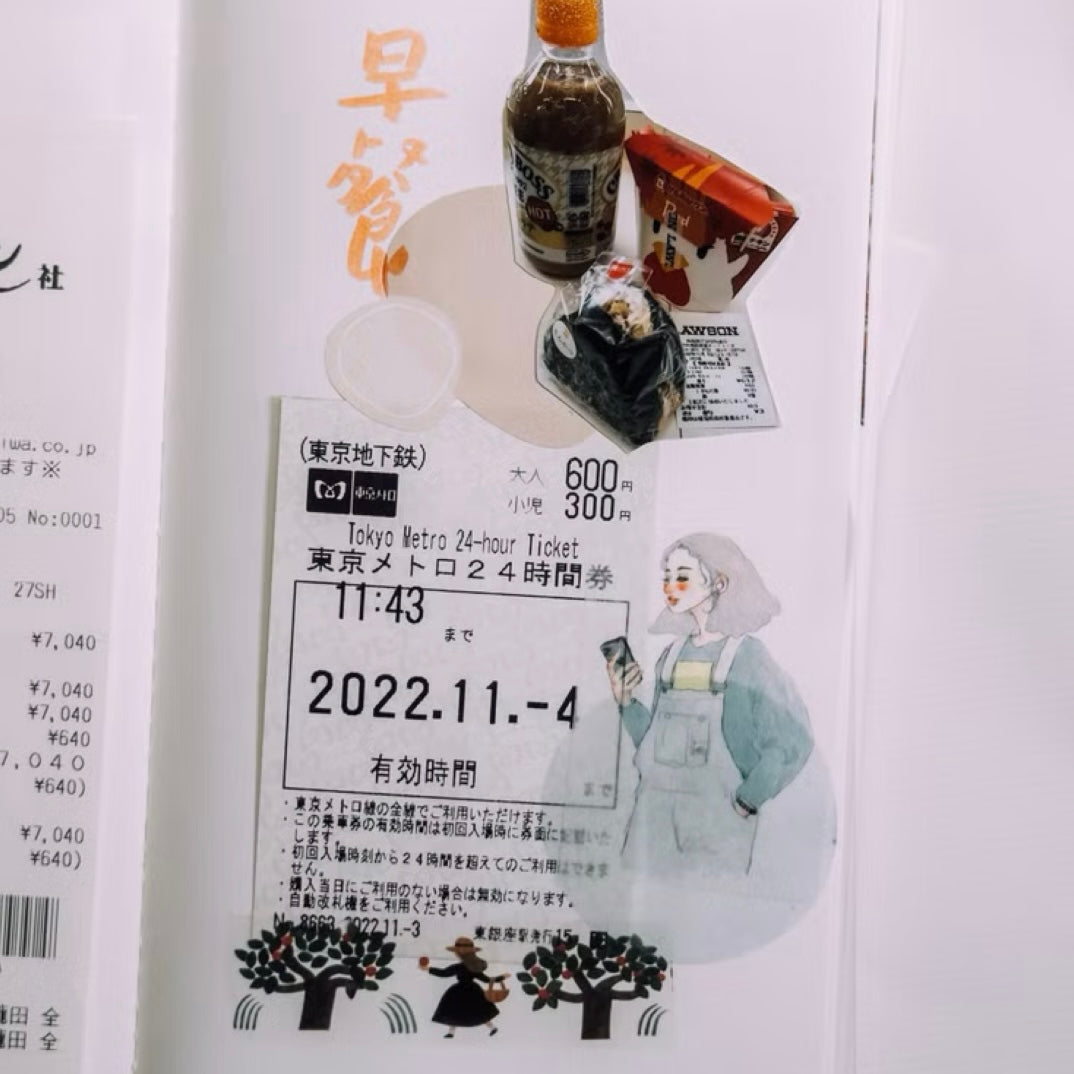 早
餐
BOSS
HOT
Red
LAWSON
社
iwa.co.jp
ます※
05 No:0001
27SH
¥7,040
¥7,040
¥7,040
¥640
7,040
¥640)
¥7,040
¥640)
田 全
田 全
(東京地下鉄)
東京メトロ
大人 600円
小児 300円
Tokyo Metro 24-hour Ticket
東京メトロ24時間券
11:43
まで
2022.11.-4
有効時間
まで
・東京メトロ線の全線でご利用いただけます。
・この乗車券の有効時間は初回入場時に券面に記載いた
します。
・初回入場時刻から24時間を超えてのご利用はできま
せん。
・購入当日にご利用のない場合は無効になります。
・自動改札機をご利用ください。
No 8663 2022.11.-3 東銀座駅発行15